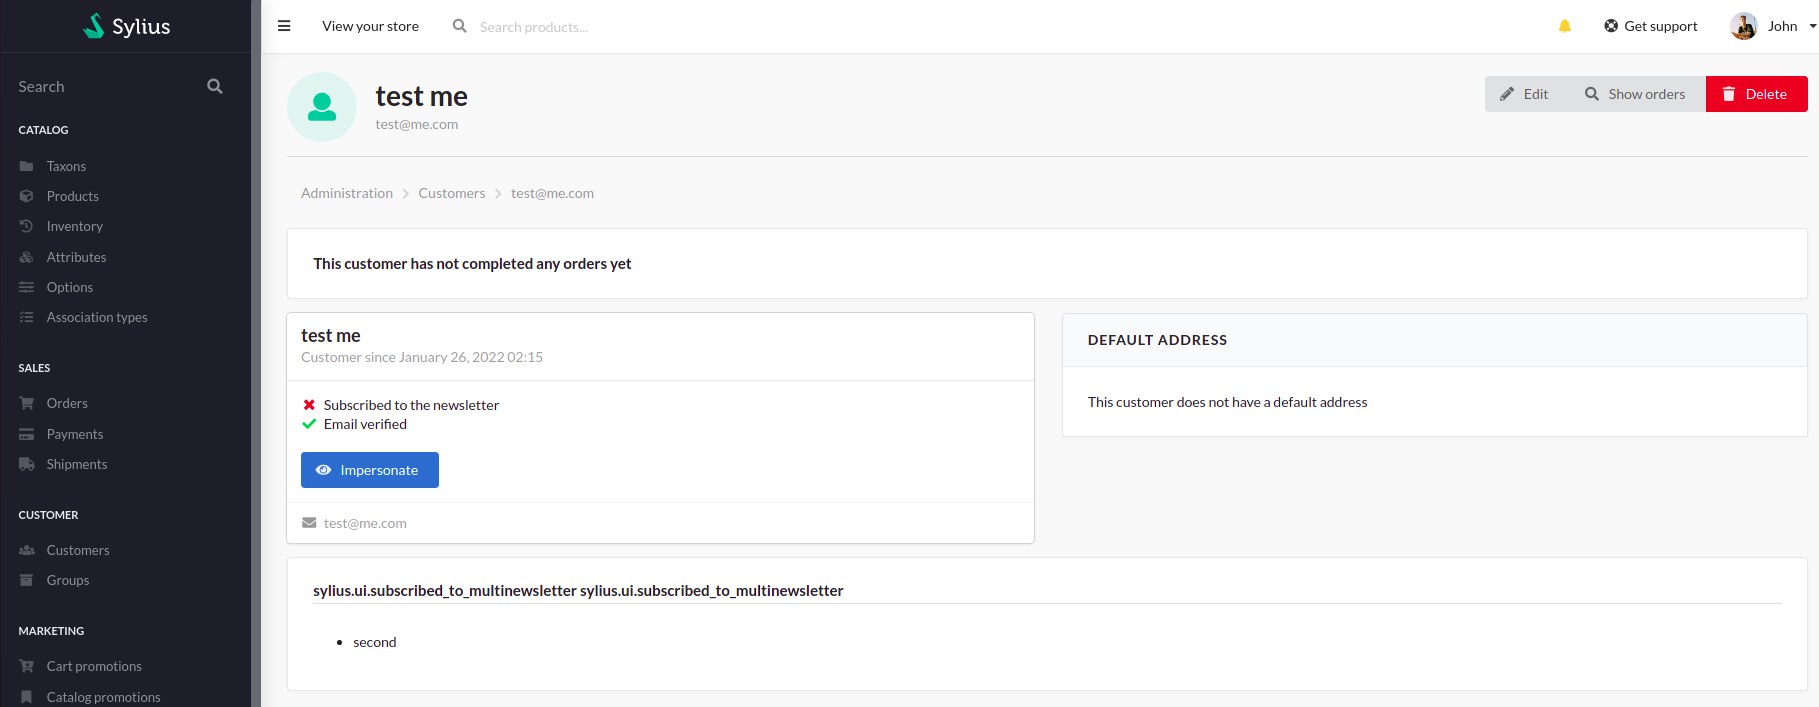 Sylius
View your store
Search products...
Get support
John
Search
CATALOG
Taxons
Products
Inventory
Attributes
Options
Association types
SALES
Orders
Payments
Shipments
CUSTOMER
Customers
Groups
MARKETING
Cart promotions
Catalog promotions
test me
test@me.com
Edit
Show orders
Delete
Administration
Customers
test@me.com
This customer has not completed any orders yet
test me
Customer since January 26, 2022 02:15
Subscribed to the newsletter
Email verified
Impersonate
test@me.com
DEFAULT ADDRESS
This customer does not have a default address
sylius.ui.subscribed_to_multinewsletter sylius.ui.subscribed_to_multinewsletter
second